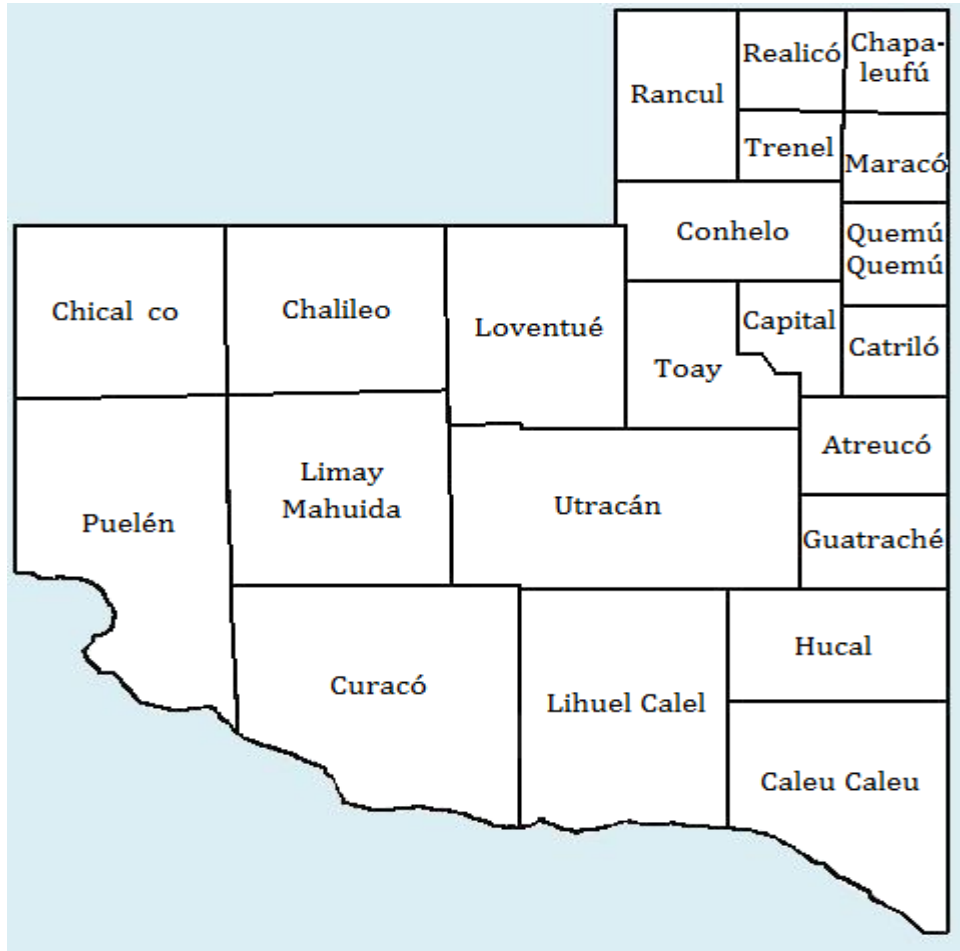 Realicó
Chapa-
leufú
Rancul
Trenel
Maracó
Conhelo
Quemú
Quemú
Chical co
Chalileo
Loventué
Capital
Catriló
Toay
Atreucó
Limay
Mahuida
Utracán
Puelén
Guatraché
Hucal
Curacó
Lihuel Calel
Caleu Caleu